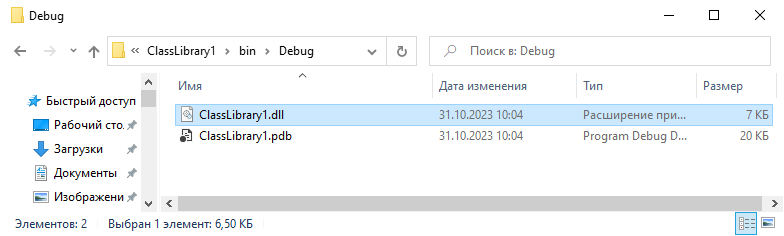 Debug
« ClassLibrary1 › bin › Debug
Поиск в: Debug
Имя Дата изменения Тип Размер
Быстрый доступ
Рабочий сто.
Загрузки
Документы
Изображени
ClassLibrary1.dll 31.10.2023 10:04 Расширение при... 7 КБ
ClassLibrary1.pdb 31.10.2023 10:04 Program Debug D... 20 КБ
Элементов: 2 Выбран 1 элемент: 6,50 КБ